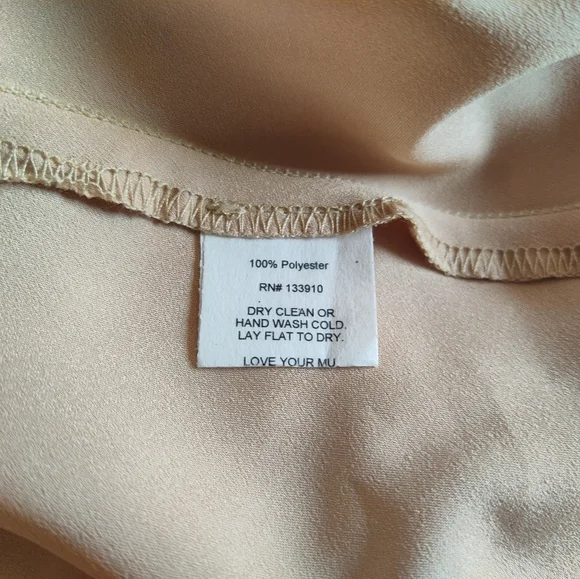 100% Polyester
RN# 133910
DRY CLEAN OR
HAND WASH COLD.
LAY FLAT TO DRY.
LOVE YOUR MU